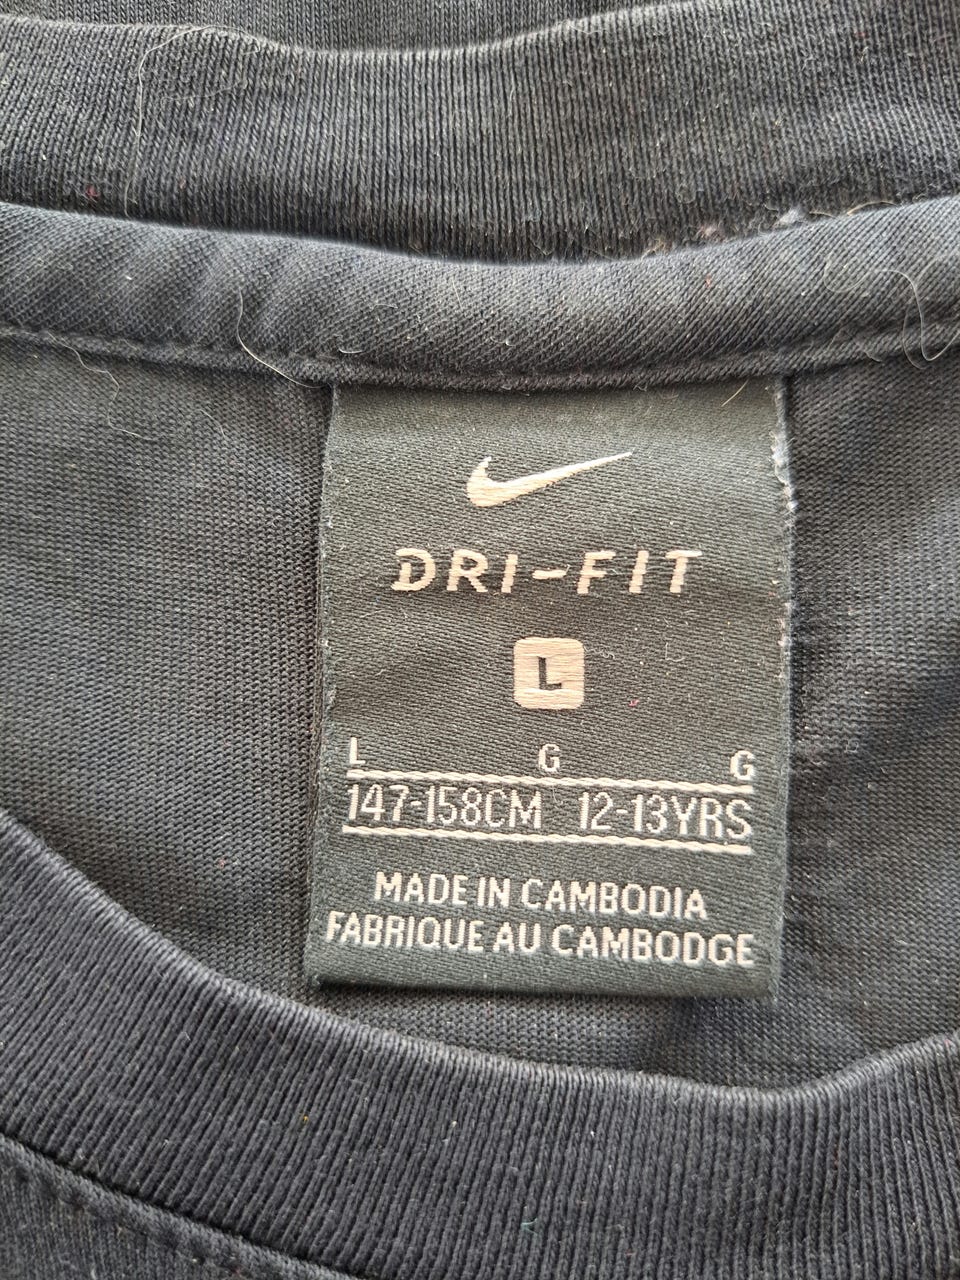 DRI-FIT
L
L G G
147-158CM 12-13YRS
MADE IN CAMBODIA
FABRIQUE AU CAMBODGE